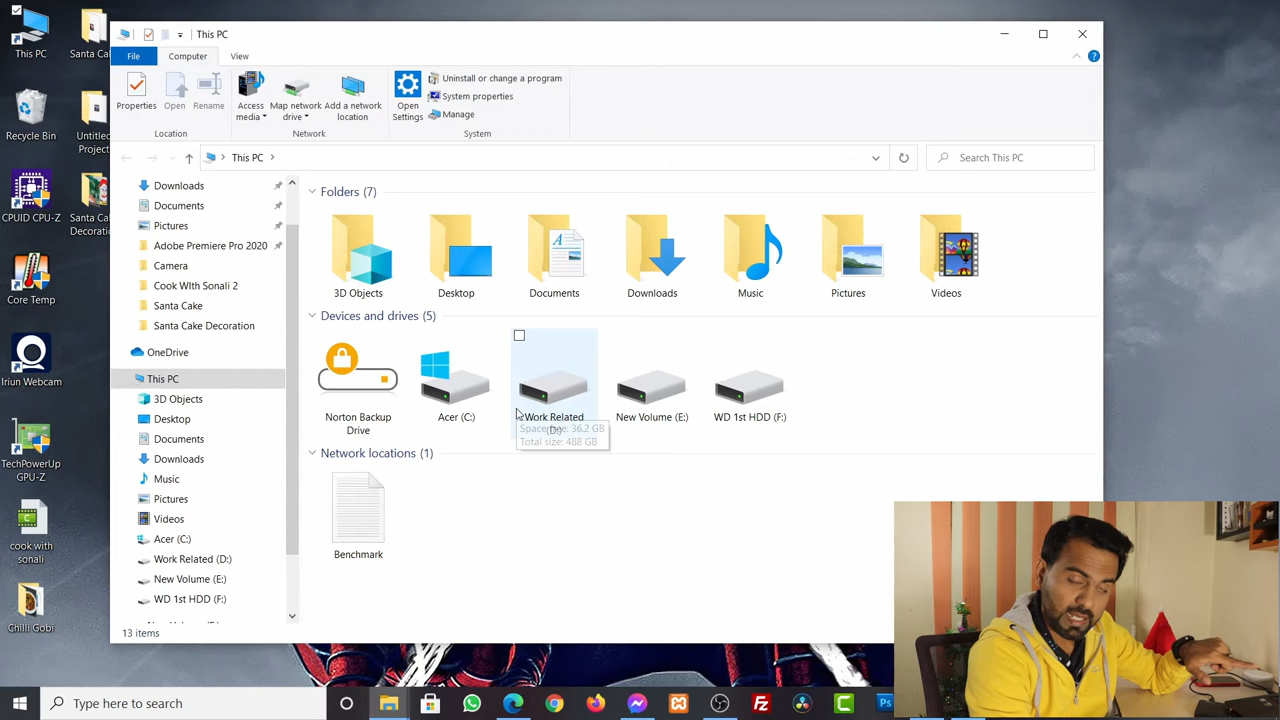 This PC
File
Computer
View
Properties
Open
Rename
Access
media
Map network
drive
Add a network
location
Open
Settings
Uninstall or change a program
System properties
Manage
Location
Network
System
This PC
Search This PC
Downloads
Documents
Pictures
Adobe Premiere Pro 2020
Camera
Cook WIth Sonali 2
Santa Cake
Santa Cake Decoration
OneDrive
This PC
3D Objects
Desktop
Documents
Downloads
Music
Pictures
Videos
Acer (C:)
Work Related (D:)
New Volume (E:)
WD 1st HDD (F:)
13 items
Folders (7)
3D Objects
Desktop
Documents
Downloads
Music
Pictures
Videos
Devices and drives (5)
Norton Backup
Drive
Acer (C:)
Work Related
(D:)
Total size: 488 GB
New Volume (E:)
WD 1st HDD (F:)
Network locations (1)
Benchmark
This PC
Recycle Bin
CPUID CPU-Z
Core Temp
Iriun Webcam
TechPowerUp
GPU-Z
cook with
sonali
Chilli Gobi
Santa Ca
Untitled
Project
Santa Ca
Decorati
Type here to search
Ps